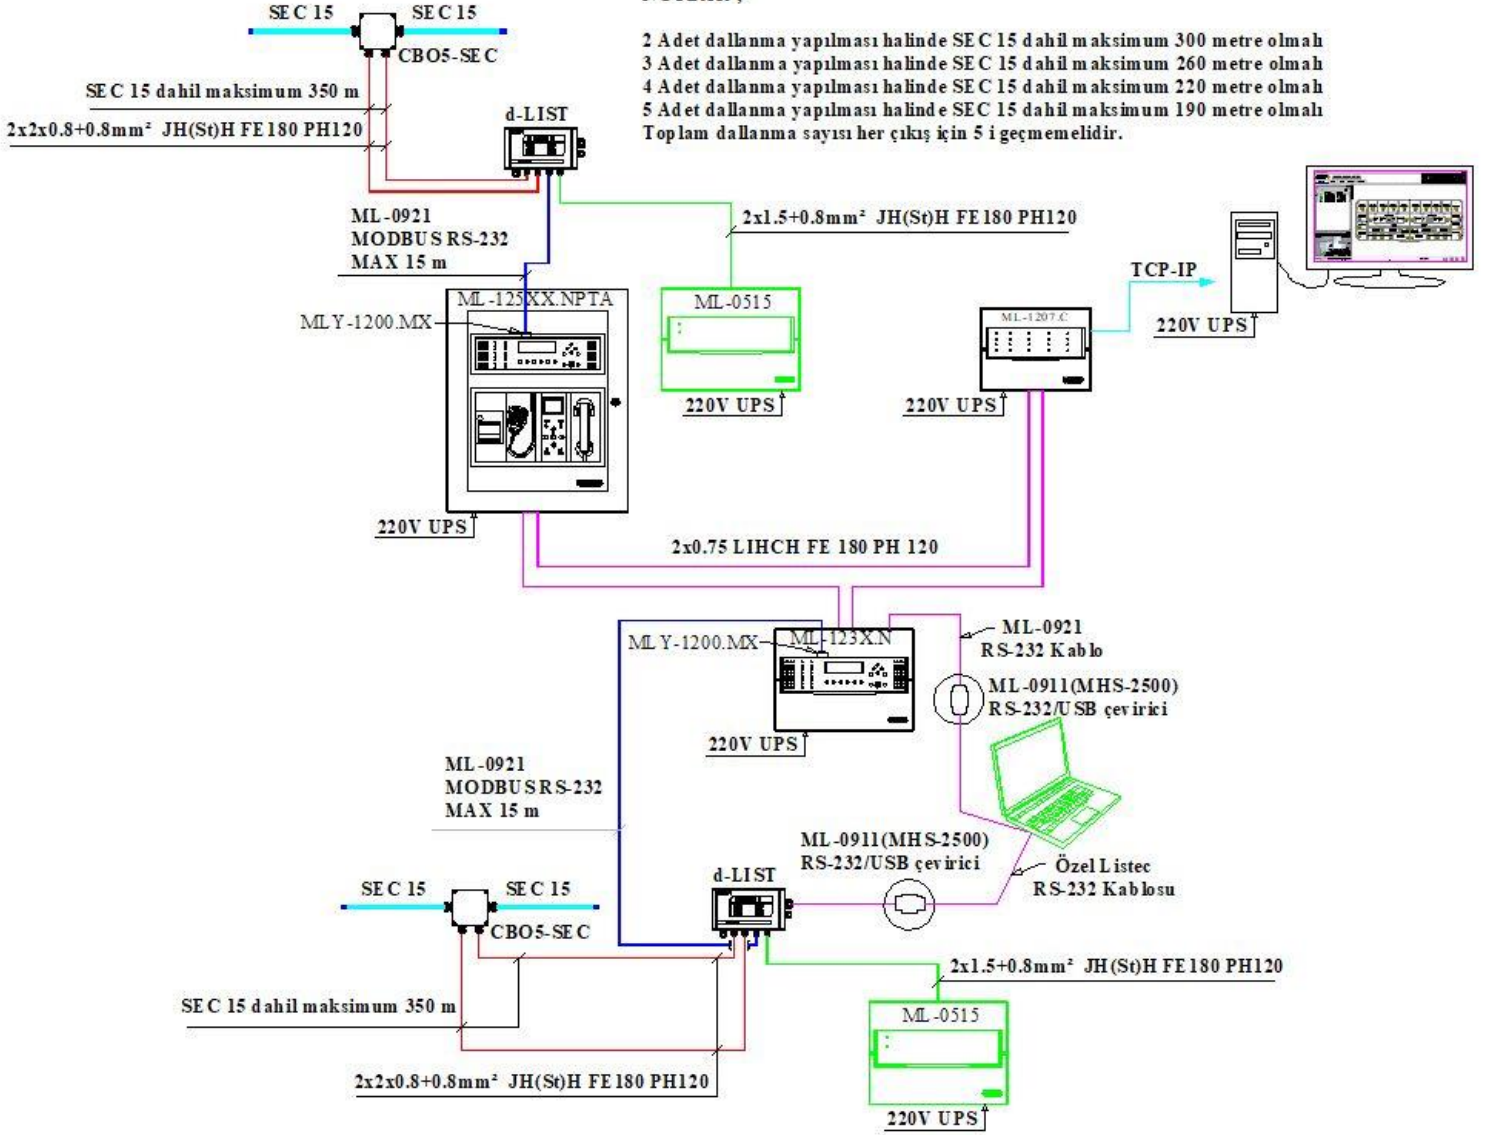 SEC 15
SEC 15
CBO5-SEC
2 Adet dallanma yapılması halinde SEC 15 dahil maksimum 300 metre olmalı
3 Adet dallanma yapılması halinde SEC 15 dahil maksimum 260 metre olmalı
4 Adet dallanma yapılması halinde SEC 15 dahil maksimum 220 metre olmalı
5 Adet dallanma yapılması halinde SEC 15 dahil maksimum 190 metre olmalı
Toplam dallanma sayısı her çıkış için 5 i geçmemelidir.
SEC 15 dahil maksimum 350 m
2x2x0.8+0.8mm² JH(St)H FE180 PH120
d-LIST
ML-0921
MODBUS RS-232
MAX 15 m
2x1.5+0.8mm² JH(St)H FE180 PH120
TCP-IP
220V UPS
ML-125XX.NPTA
MLY-1200.MX
ML-0515
220V UPS
ML-1207.C
220V UPS
220V UPS
2x0.75 LIHCH FE 180 PH 120
MLY-1200.MX
ML-123X.N
220V UPS
ML-0921
RS-232 Kablo
ML-0911(MHS-2500)
RS-232/USB çevirici
ML-0921
MODBUS RS-232
MAX 15 m
ML-0911(MHS-2500)
RS-232/USB çevirici
Özel Listec
RS-232 Kablosu
d-LIST
SEC 15
SEC 15
CBO5-SEC
SEC 15 dahil maksimum 350 m
2x2x0.8+0.8mm² JH(St)H FE180 PH120
2x1.5+0.8mm² JH(St)H FE180 PH120
ML-0515
220V UPS